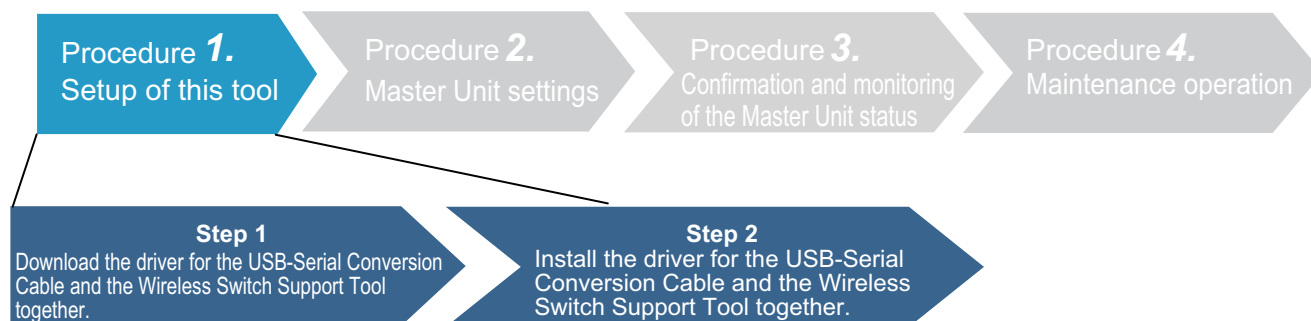 Procedure 1.
Setup of this tool
Procedure 2.
Master Unit settings
Procedure 3.
Confirmation and monitoring
of the Master Unit status
Procedure 4.
Maintenance operation
Step 1
Download the driver for the USB-Serial Conversion
Cable and the Wireless Switch Support Tool
together.
Step 2
Install the driver for the USB-Serial
Conversion Cable and the Wireless
Switch Support Tool together.